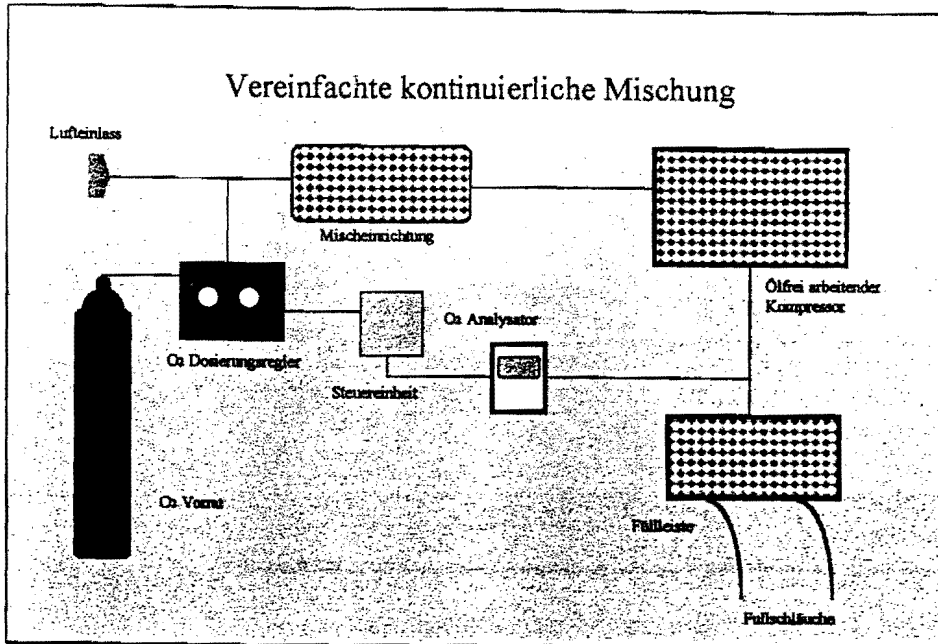 Vereinfachte kontinuierliche Mischung
Lufteinlass
Mischeinrichtung
Ölfrei arbeitender
Kompressor
O₂ Analysator
O₂ Dosierungsregler
Steuereinheit
O₂ Vorrat
Füllleiste
Füllschläuche